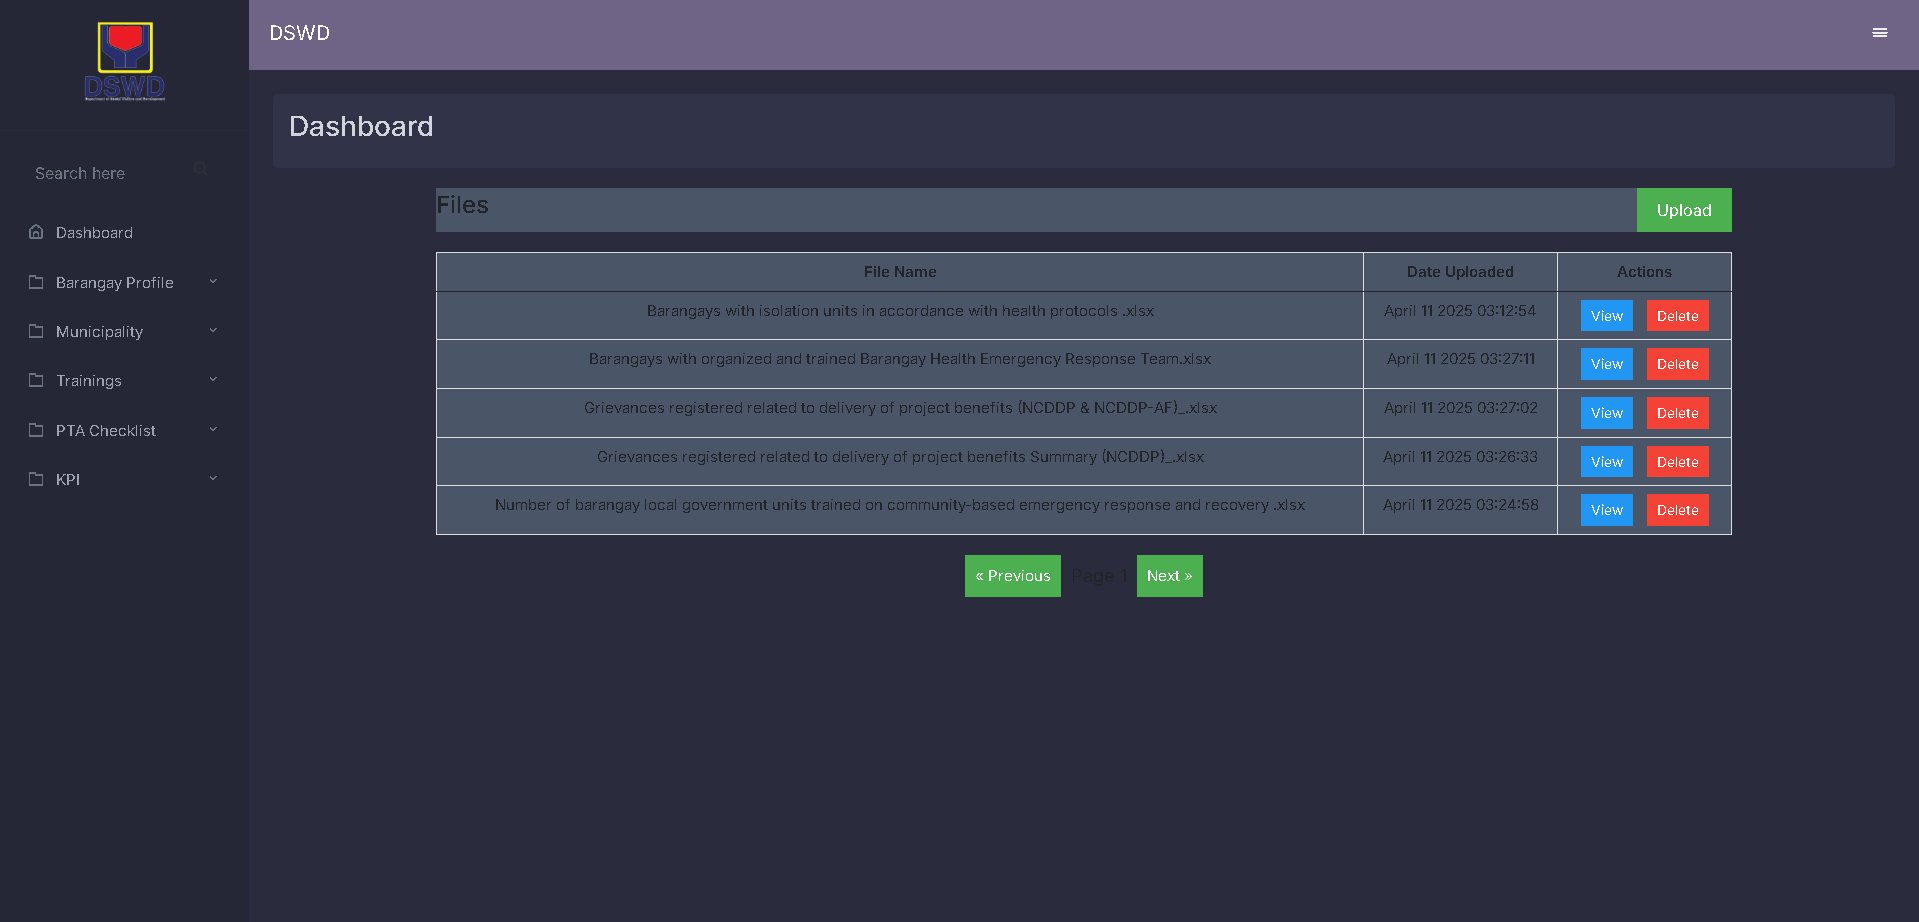 DSWD
Department of Social Welfare and Development
DSWD
Search here
Dashboard
Barangay Profile
Municipality
Trainings
PTA Checklist
KPI
Dashboard
Files
Upload
File Name Date Uploaded Actions
Barangays with isolation units in accordance with health protocols .xlsx April 11 2025 03:12:54 View Delete
Barangays with organized and trained Barangay Health Emergency Response Team.xlsx April 11 2025 03:27:11 View Delete
Grievances registered related to delivery of project benefits (NCDDP & NCDDP-AF)_.xlsx April 11 2025 03:27:02 View Delete
Grievances registered related to delivery of project benefits Summary (NCDDP)_.xlsx April 11 2025 03:26:33 View Delete
Number of barangay local government units trained on community-based emergency response and recovery .xlsx April 11 2025 03:24:58 View Delete
« Previous Page 1 Next »